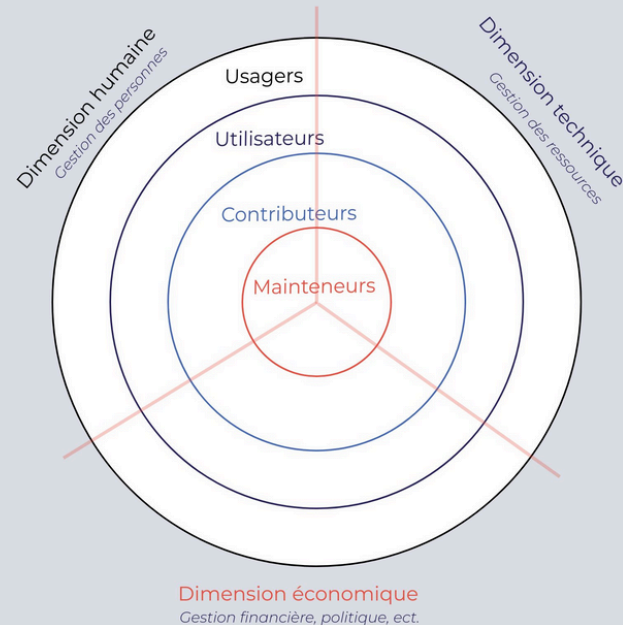 Dimension humaine
Gestion des personnes
Dimension technique
Gestion des ressources
Usagers
Utilisateurs
Contributeurs
Mainteneurs
Dimension économique
Gestion financière, politique, ect.